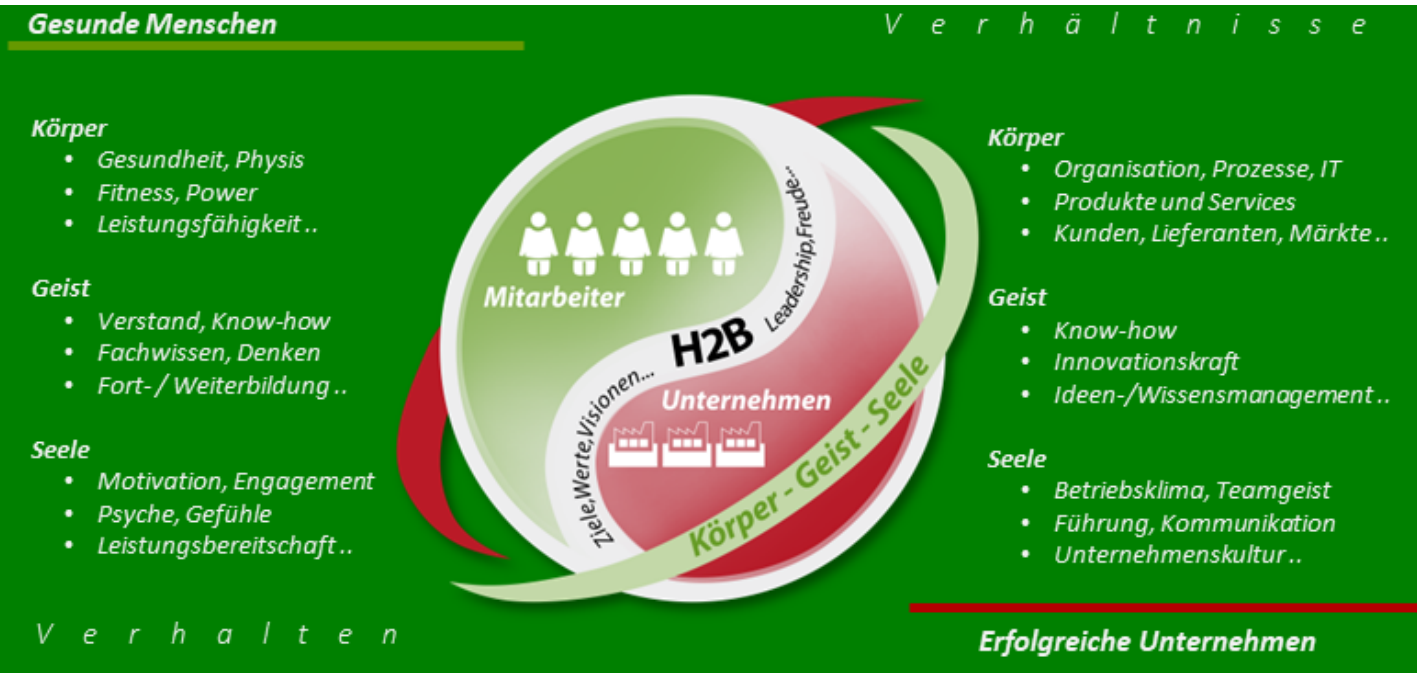 Gesunde Menschen
V e r h ä l t n i s s e
Körper
• Gesundheit, Physis
• Fitness, Power
• Leistungsfähigkeit ..
Geist
• Verstand, Know-how
• Fachwissen, Denken
• Fort- / Weiterbildung ..
Seele
• Motivation, Engagement
• Psyche, Gefühle
• Leistungsbereitschaft ..
V e r h a l t e n
Mitarbeiter
Leadership,Freude...
H2B
Ziele,Werte,Visionen...
Unternehmen
Körper - Geist - Seele
Körper
• Organisation, Prozesse, IT
• Produkte und Services
• Kunden, Lieferanten, Märkte ..
Geist
• Know-how
• Innovationskraft
• Ideen-/Wissensmanagement ..
Seele
• Betriebsklima, Teamgeist
• Führung, Kommunikation
• Unternehmenskultur ..
Erfolgreiche Unternehmen